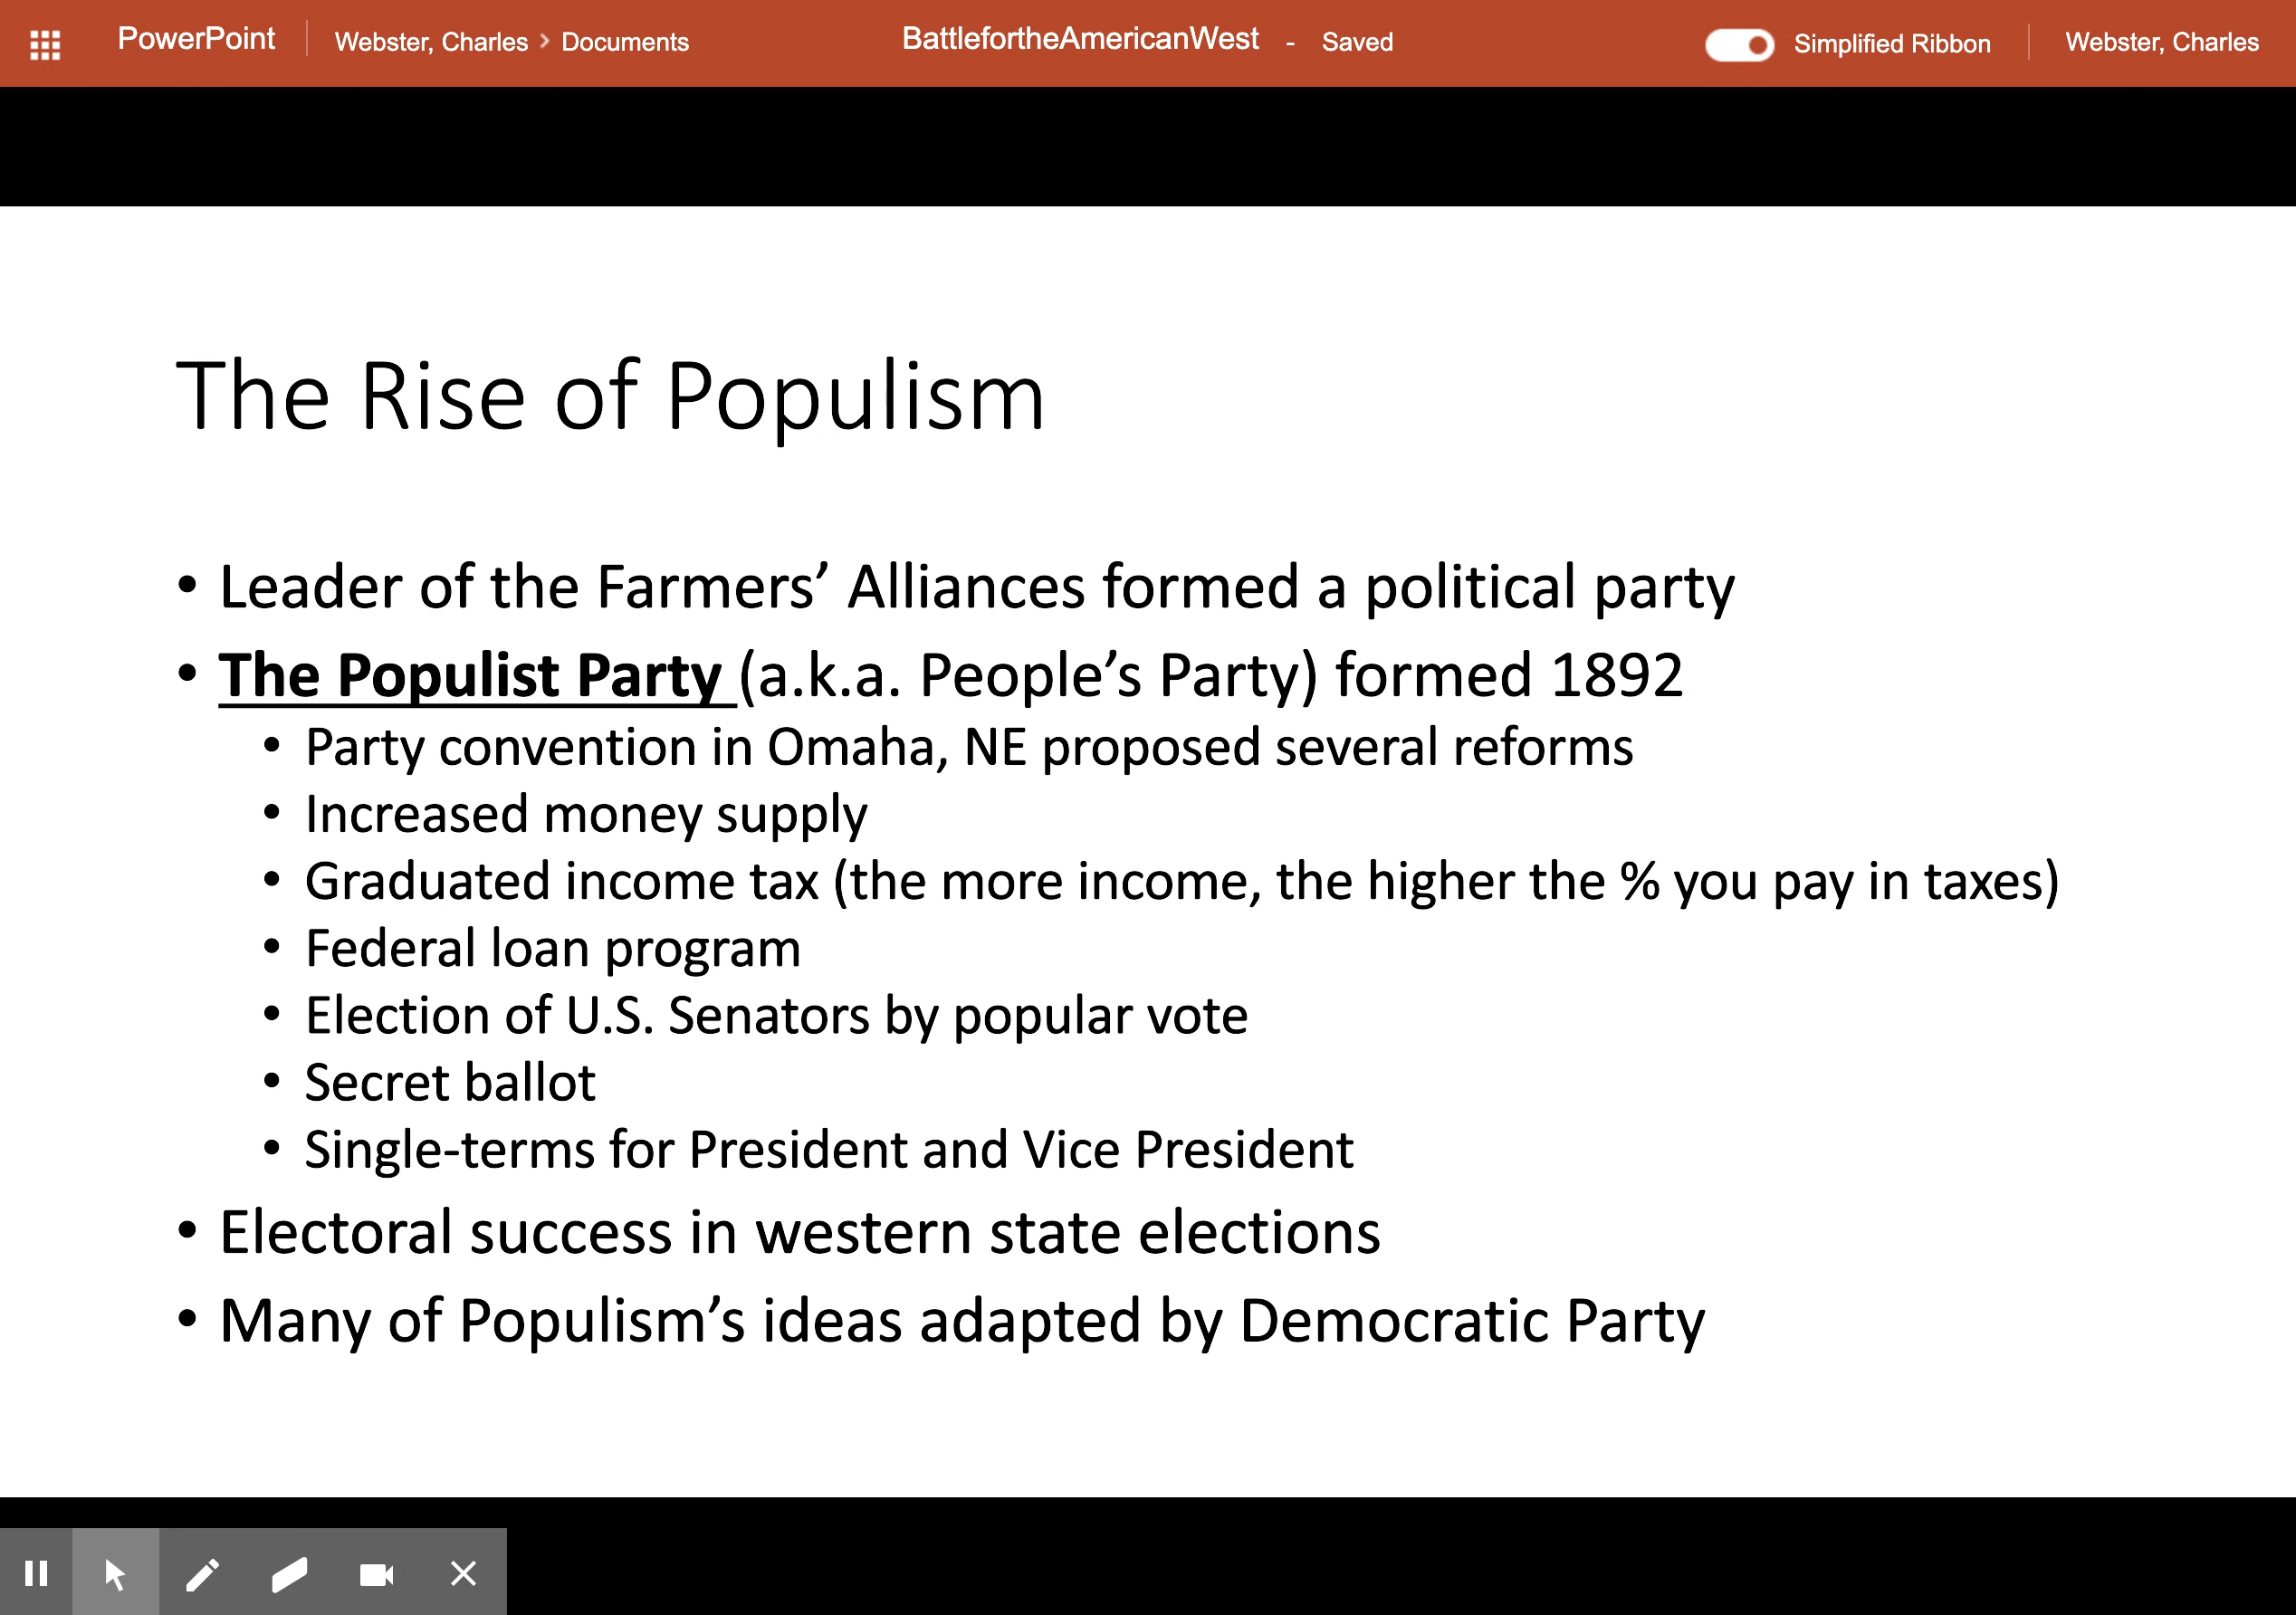 PowerPoint Webster, Charles > Documents BattlefortheAmericanWest - Saved Simplified Ribbon Webster, Charles
The Rise of Populism
• Leader of the Farmers’ Alliances formed a political party
• The Populist Party (a.k.a. People’s Party) formed 1892
• Party convention in Omaha, NE proposed several reforms
• Increased money supply
• Graduated income tax (the more income, the higher the % you pay in taxes)
• Federal loan program
• Election of U.S. Senators by popular vote
• Secret ballot
• Single-terms for President and Vice President
• Electoral success in western state elections
• Many of Populism’s ideas adapted by Democratic Party